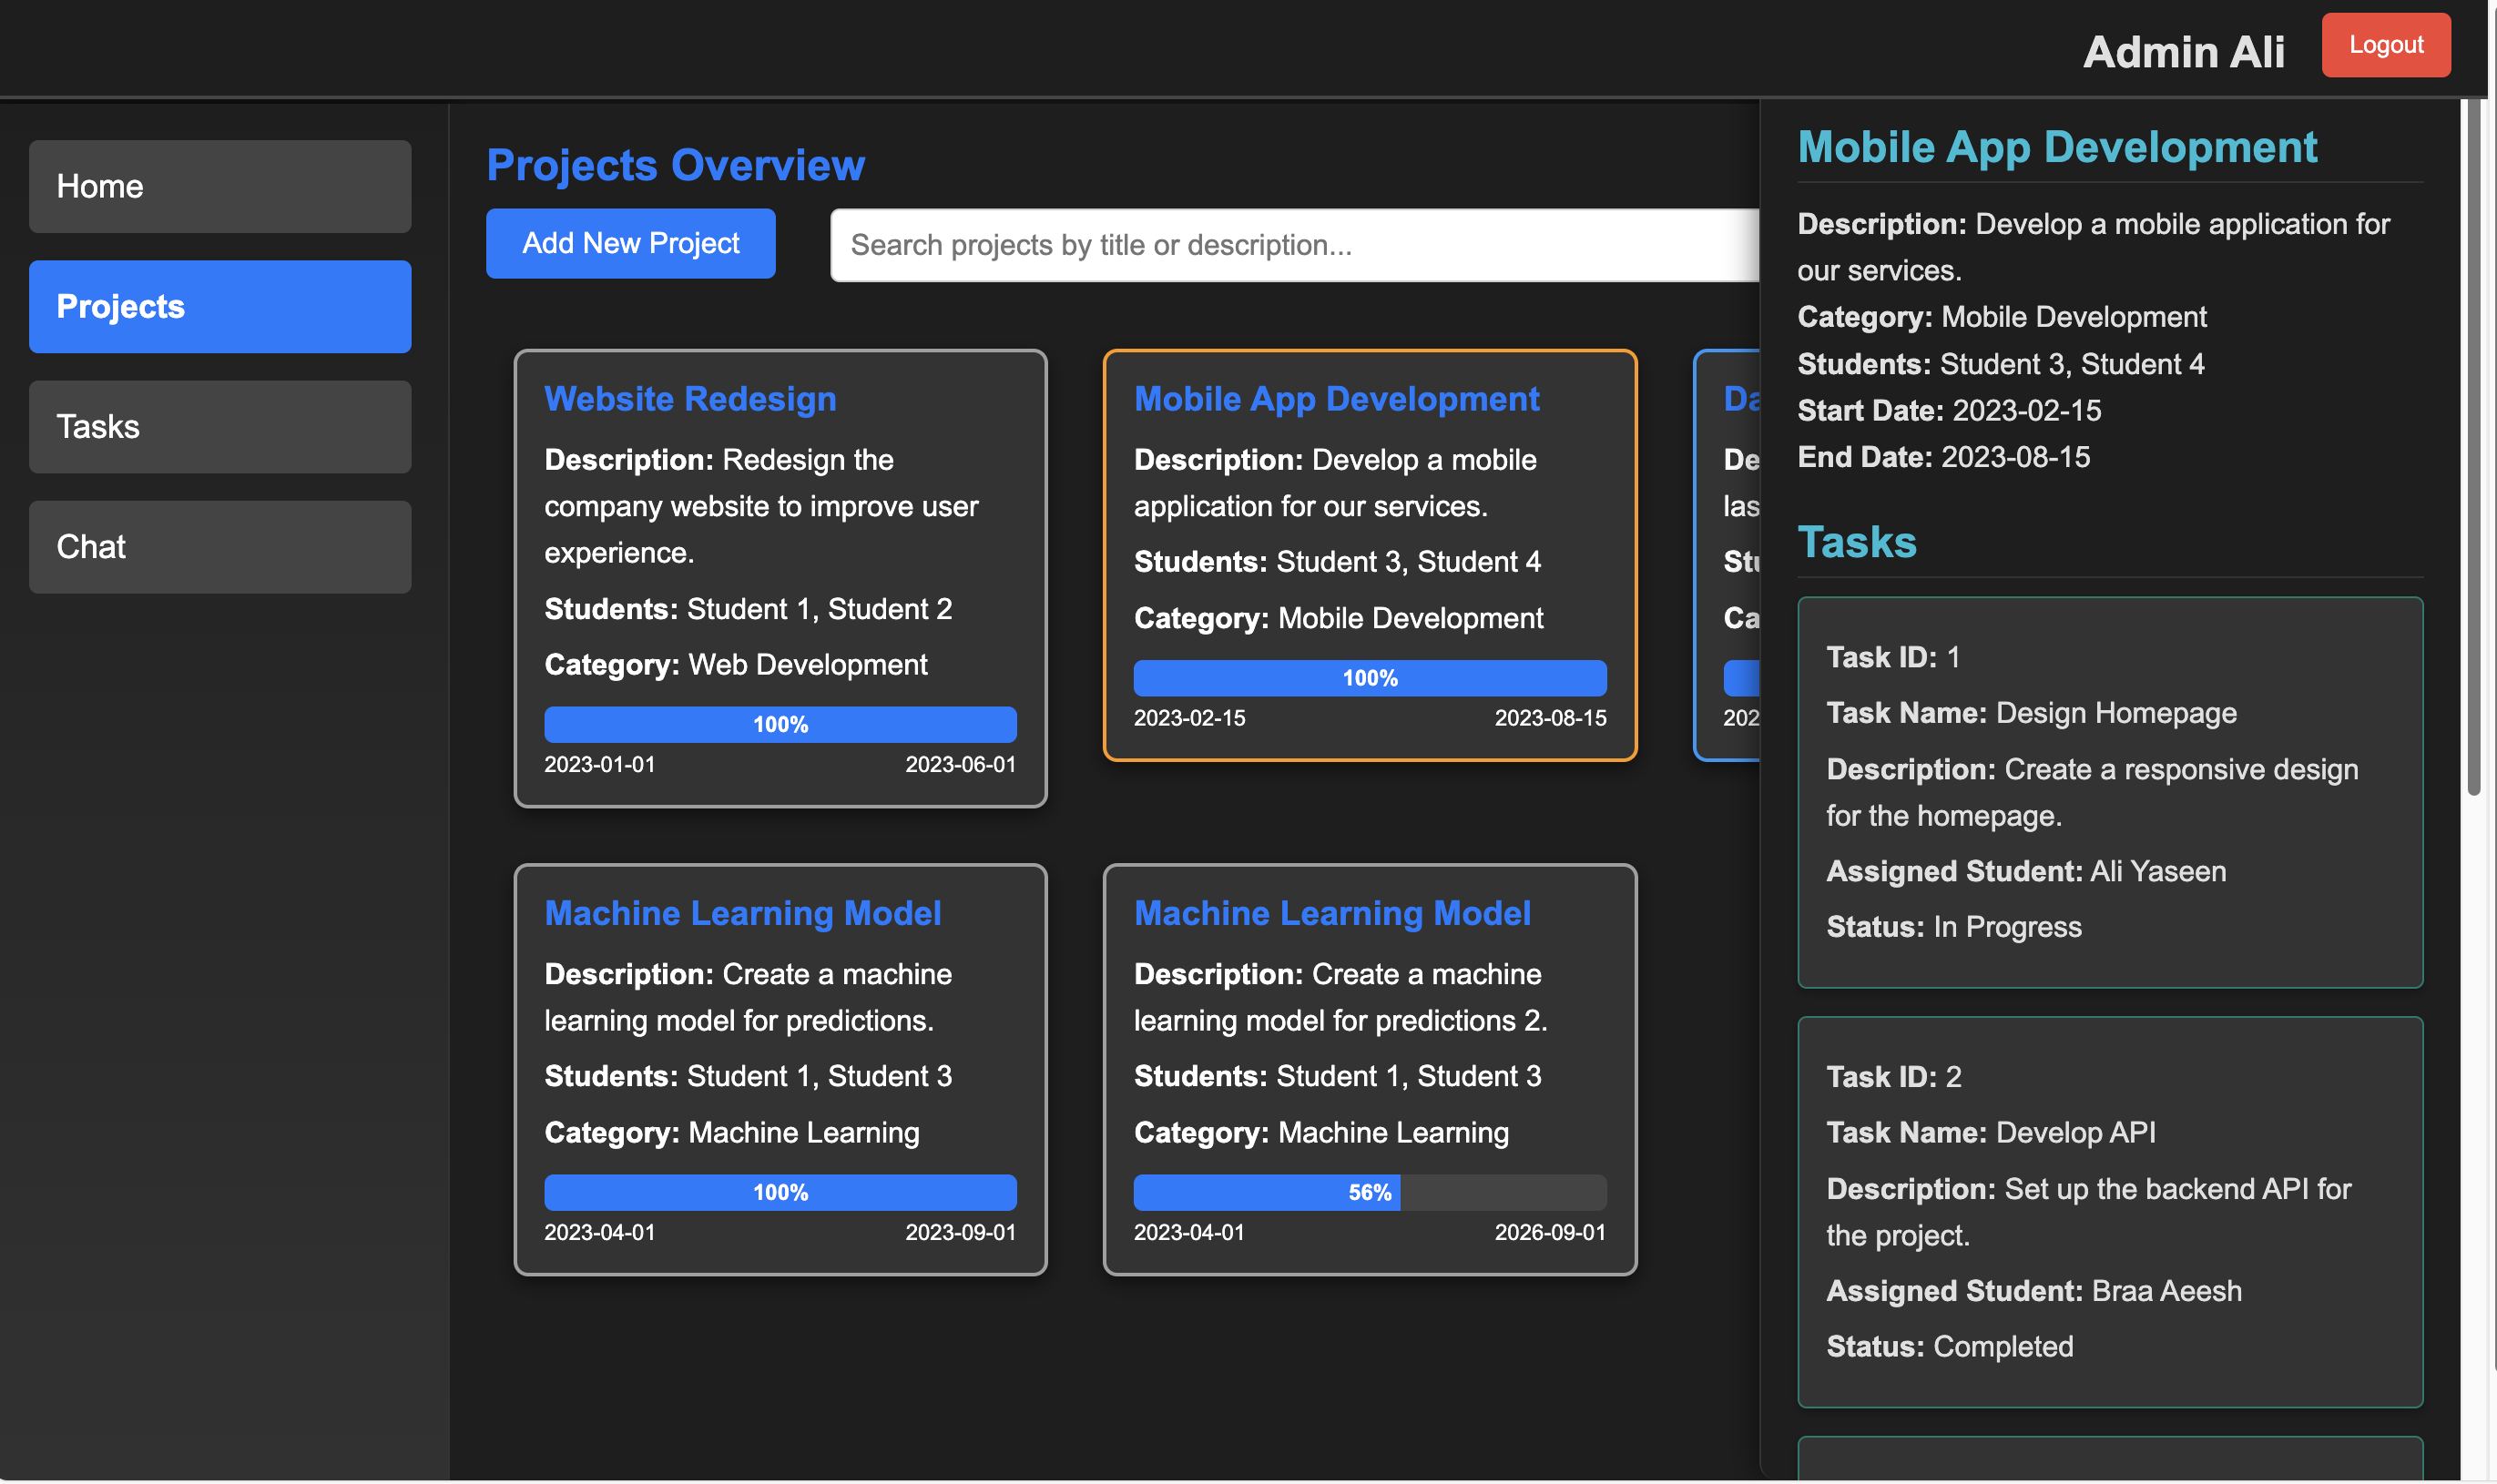 Admin Ali
Logout
Home
Projects
Tasks
Chat
Projects Overview
Add New Project
Search projects by title or description...
Website Redesign
Description: Redesign the
company website to improve user
experience.
Students: Student 1, Student 2
Category: Web Development
100%
2023-01-01 2023-06-01
Mobile App Development
Description: Develop a mobile
application for our services.
Students: Student 3, Student 4
Category: Mobile Development
100%
2023-02-15 2023-08-15
Machine Learning Model
Description: Create a machine
learning model for predictions.
Students: Student 1, Student 3
Category: Machine Learning
100%
2023-04-01 2023-09-01
Machine Learning Model
Description: Create a machine
learning model for predictions 2.
Students: Student 1, Student 3
Category: Machine Learning
56%
2023-04-01 2026-09-01
Mobile App Development
Description: Develop a mobile application for
our services.
Category: Mobile Development
Students: Student 3, Student 4
Start Date: 2023-02-15
End Date: 2023-08-15
Tasks
Task ID: 1
Task Name: Design Homepage
Description: Create a responsive design
for the homepage.
Assigned Student: Ali Yaseen
Status: In Progress
Task ID: 2
Task Name: Develop API
Description: Set up the backend API for
the project.
Assigned Student: Braa Aeesh
Status: Completed